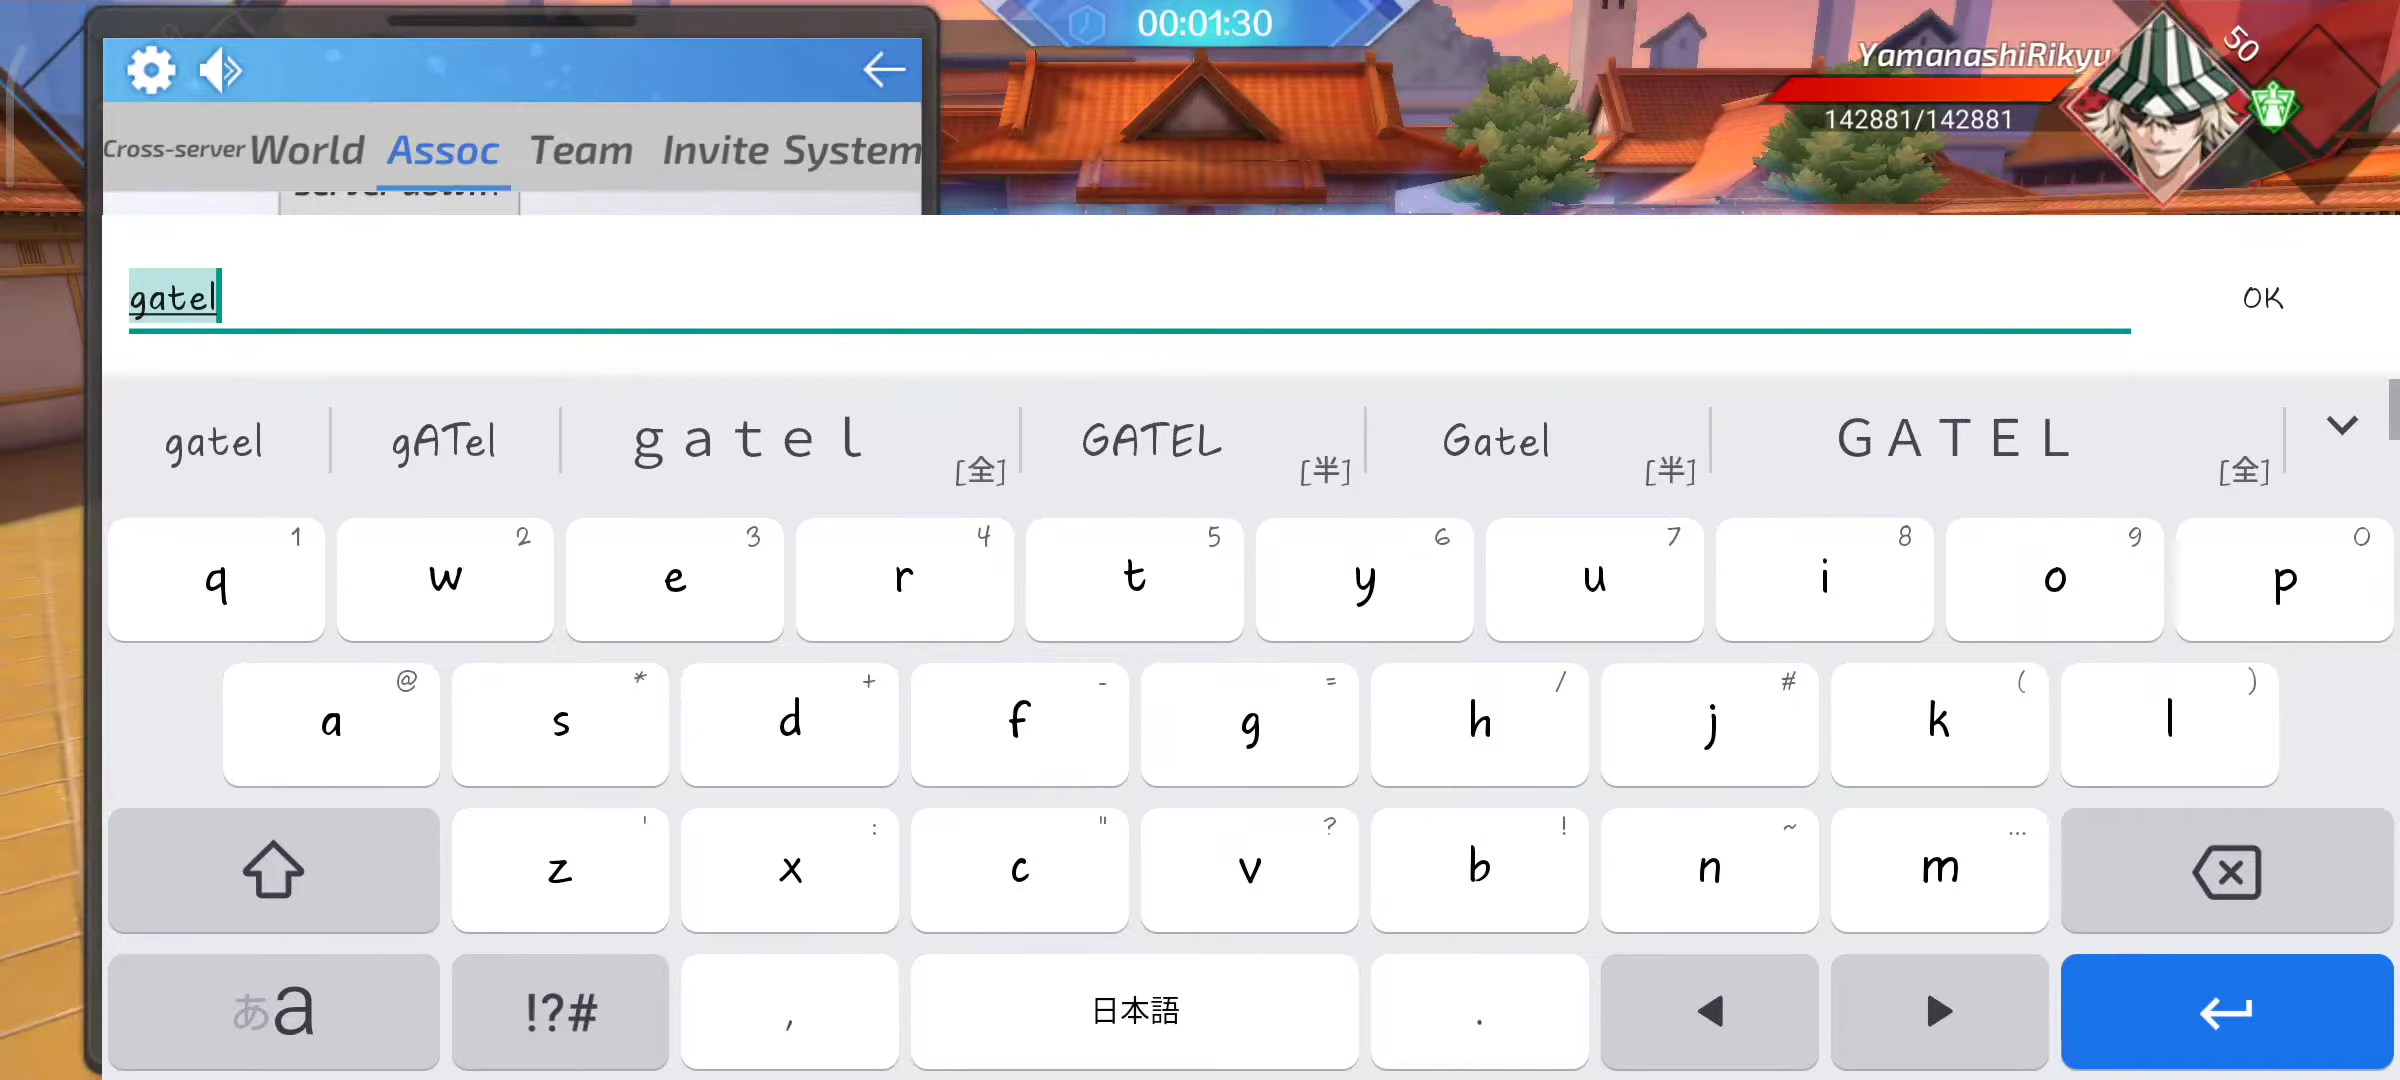 00:01:30
YamanashiRikyu
50
142881/142881
Cross-server World Assoc Team Invite System
server down!
gatel
OK
gatel gATel ｇａｔｅｌ [全] GATEL [半] Gatel [半] ＧＡＴＥＬ [全]
1 2 3 4 5 6 7 8 9 0
q w e r t y u i o p
@ * + - = / # ( )
a s d f g h j k l
' : " ? ! ~ ...
z x c v b n m
あa !?# , 日本語 .